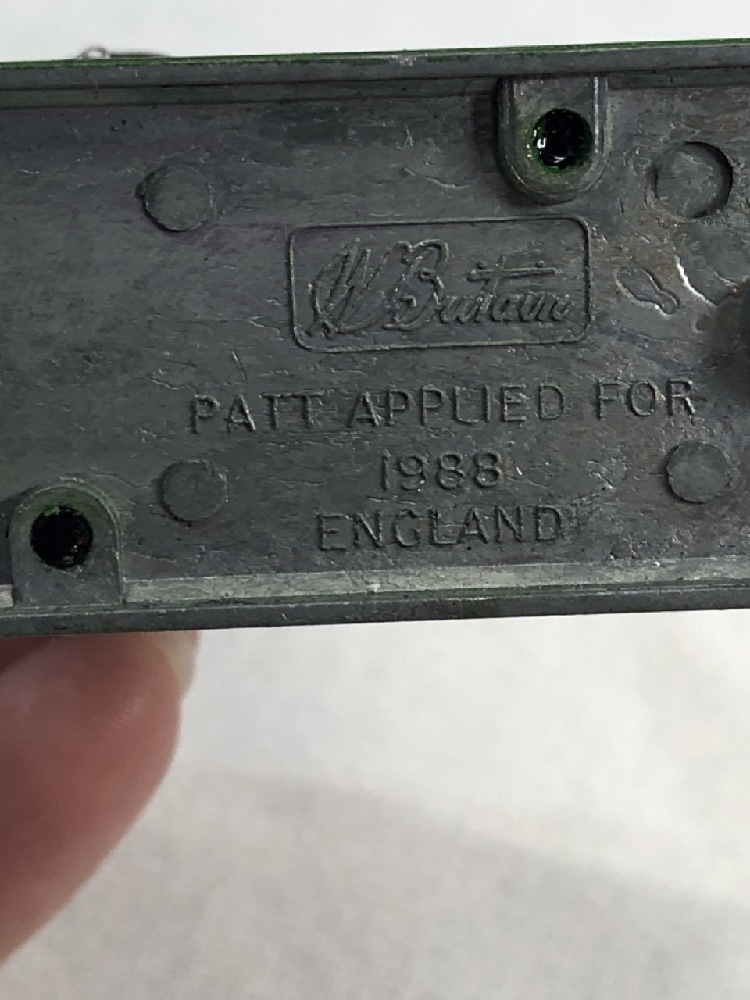 W Britain
PATT APPLIED FOR
1988
ENGLAND